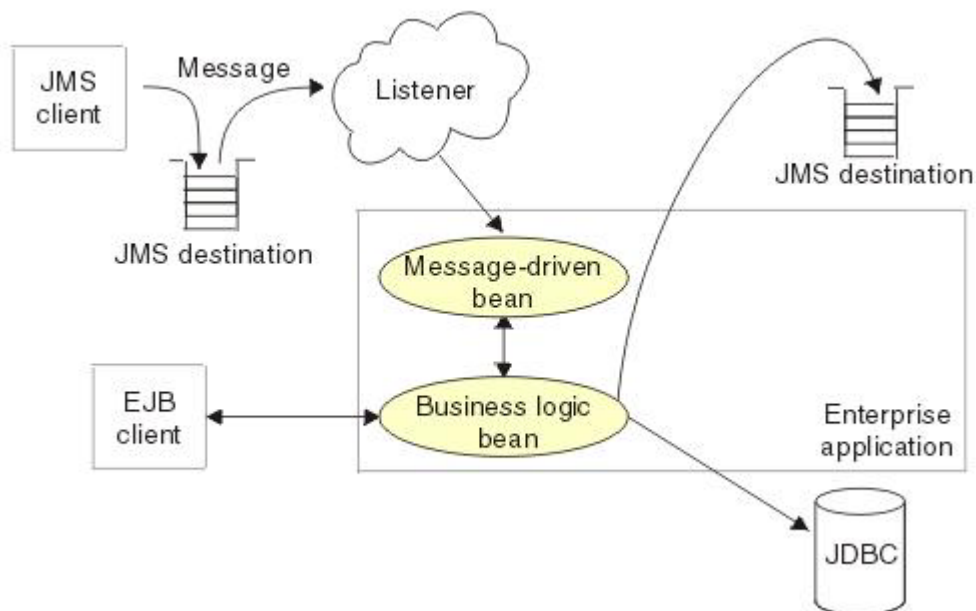 JMS
client
Message
Listener
JMS destination
JMS destination
Message-driven
bean
EJB
client
Business logic
bean
Enterprise
application
JDBC